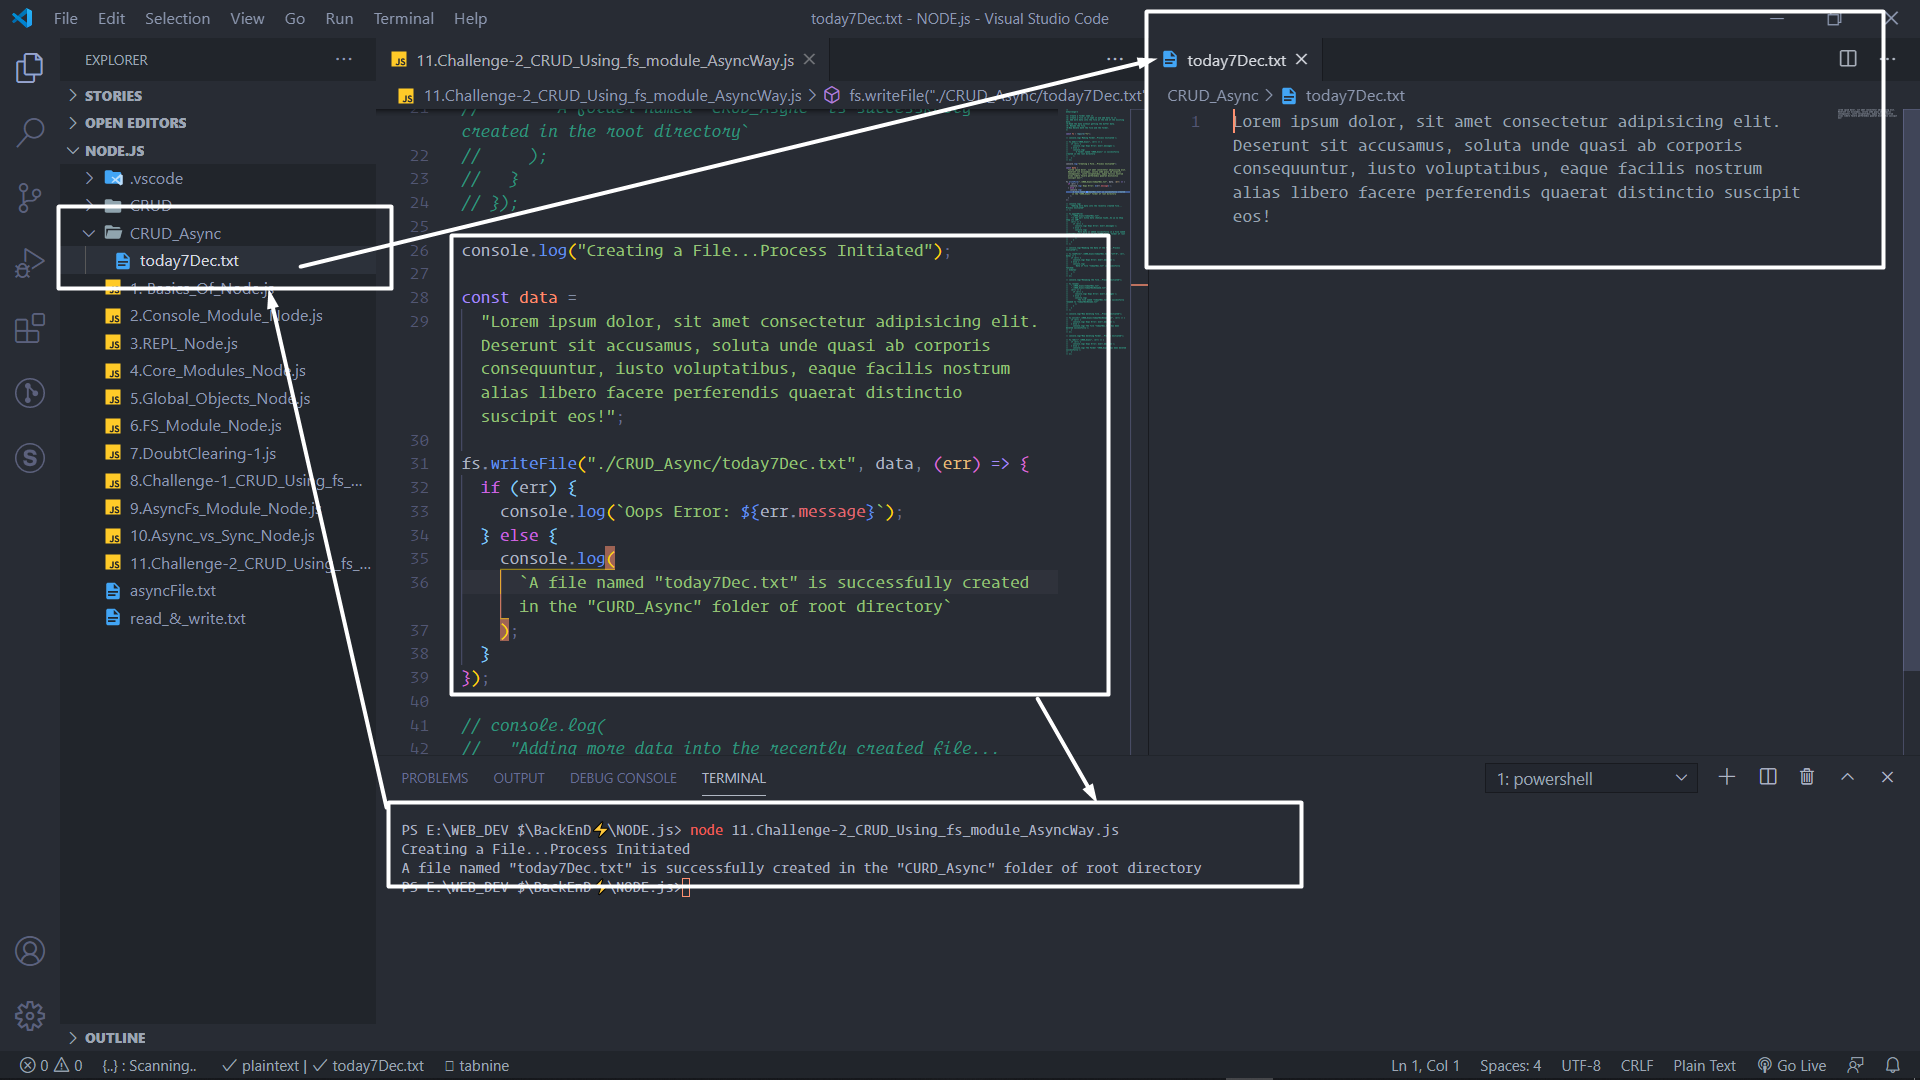 File Edit Selection View Go Run Terminal Help
today7Dec.txt - NODE.js - Visual Studio Code
EXPLORER
STORIES
OPEN EDITORS
NODE.JS
.vscode
CRUD
CRUD_Async
today7Dec.txt
1. Basics_Of_Node.js
2.Console_Module_Node.js
3.REPL_Node.js
4.Core_Modules_Node.js
5.Global_Objects_Node.js
6.FS_Module_Node.js
7.DoubtClearing-1.js
8.Challenge-1_CRUD_Using_fs_...
9.AsyncFs_Module_Node.js
10.Async_vs_Sync_Node.js
11.Challenge-2_CRUD_Using_fs_...
asyncFile.txt
read_&_write.txt
OUTLINE
11.Challenge-2_CRUD_Using_fs_module_AsyncWay.js
11.Challenge-2_CRUD_Using_fs_module_AsyncWay.js > fs.writeFile("./CRUD_Async/today7Dec.txt"
21 // `A folder named "CRUD_Async" is successfully
created in the root directory`
22 // );
23 // }
24 // });
25
26 console.log("Creating a File...Process Initiated");
27
28 const data =
29 "Lorem ipsum dolor, sit amet consectetur adipisicing elit.
Deserunt sit accusamus, soluta unde quasi ab corporis
consequuntur, iusto voluptatibus, eaque facilis nostrum
alias libero facere perferendis quaerat distinctio
suscipit eos!";
30
31 fs.writeFile("./CRUD_Async/today7Dec.txt", data, (err) => {
32 if (err) {
33 console.log(`Oops Error: ${err.message}`);
34 } else {
35 console.log(
36 `A file named "today7Dec.txt" is successfully created
in the "CURD_Async" folder of root directory`
37 );
38 }
39 });
40
41 // console.log(
42 // "Adding more data into the recently created file...
today7Dec.txt
CRUD_Async > today7Dec.txt
1 Lorem ipsum dolor, sit amet consectetur adipisicing elit.
Deserunt sit accusamus, soluta unde quasi ab corporis
consequuntur, iusto voluptatibus, eaque facilis nostrum
alias libero facere perferendis quaerat distinctio suscipit
eos!
PROBLEMS OUTPUT DEBUG CONSOLE TERMINAL
1: powershell
PS E:\WEB_DEV $\BackEnD⚡\NODE.js> node 11.Challenge-2_CRUD_Using_fs_module_AsyncWay.js
Creating a File...Process Initiated
A file named "today7Dec.txt" is successfully created in the "CURD_Async" folder of root directory
PS E:\WEB_DEV $\BackEnD⚡\NODE.js>
0 0 {..} : Scanning.. ✓ plaintext | ✓ today7Dec.txt tabnine
Ln 1, Col 1 Spaces: 4 UTF-8 CRLF Plain Text Go Live